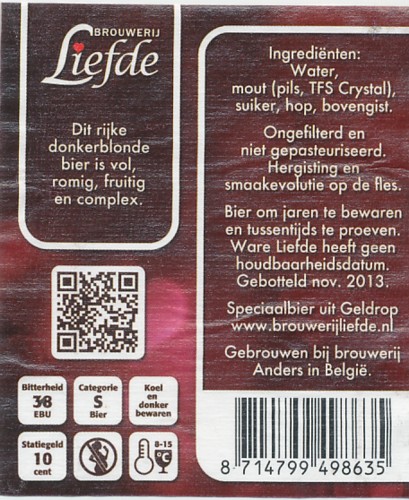 BROUWERIJ
Liefde
Dit rijke
donkerblonde
bier is vol,
romig, fruitig
en complex.
Ingrediënten:
Water,
mout (pils, TFS Crystal),
suiker, hop, bovengist.
Ongefilterd en
niet gepasteuriseerd.
Hergisting en
smaakevolutie op de fles.
Bier om jaren te bewaren
en tussentijds te proeven.
Ware Liefde heeft geen
houdbaarheidsdatum.
Gebotteld nov. 2013.
Speciaalbier uit Geldrop
www.brouwerijliefde.nl
Gebrouwen bij brouwerij
Anders in België.
Bitterheid
EBU
Categorie
S
Bier
Koel
en
donker
bewaren
Statiegeld
10
cent
8-15
°C
8 714799 498635